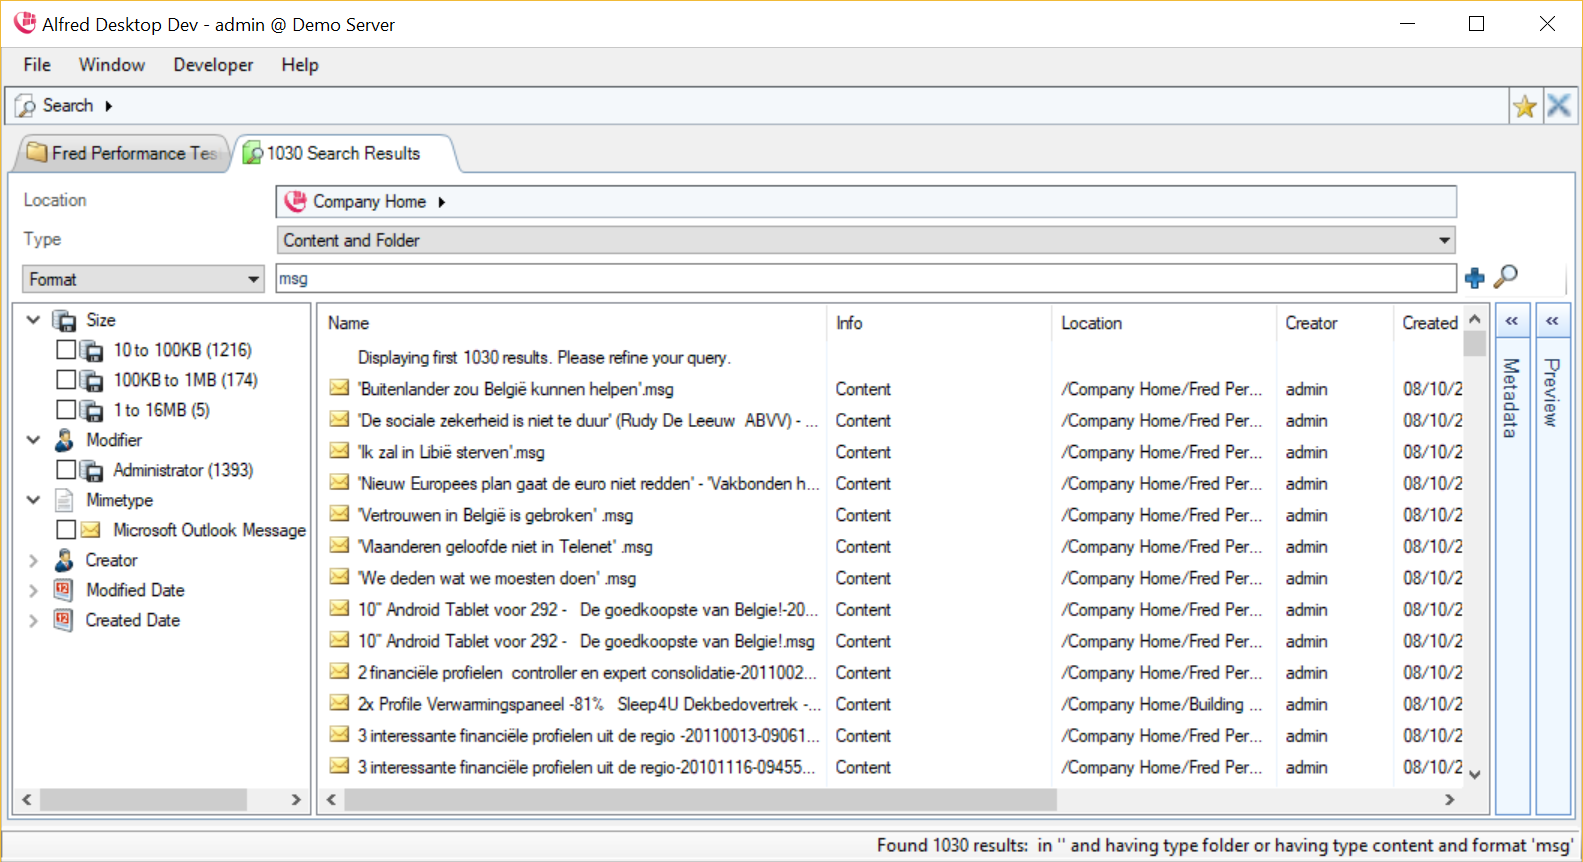 Alfred Desktop Dev - admin @ Demo Server
File Window Developer Help
Search
Fred Performance Tes
1030 Search Results
Location Company Home
Type Content and Folder
Format msg
Size
10 to 100KB (1216)
100KB to 1MB (174)
1 to 16MB (5)
Modifier
Administrator (1393)
Mimetype
Microsoft Outlook Message
Creator
Modified Date
Created Date
Name Info Location Creator Created
Displaying first 1030 results. Please refine your query.
'Buitenlander zou België kunnen helpen'.msg Content /Company Home/Fred Per... admin 08/10/2
'De sociale zekerheid is niet te duur' (Rudy De Leeuw ABVV) - ... Content /Company Home/Fred Per... admin 08/10/2
'Ik zal in Libië sterven'.msg Content /Company Home/Fred Per... admin 08/10/2
'Nieuw Europees plan gaat de euro niet redden' - 'Vakbonden h... Content /Company Home/Fred Per... admin 08/10/2
'Vertrouwen in België is gebroken' .msg Content /Company Home/Fred Per... admin 08/10/2
'Vlaanderen geloofde niet in Telenet' .msg Content /Company Home/Fred Per... admin 08/10/2
'We deden wat we moesten doen' .msg Content /Company Home/Fred Per... admin 08/10/2
10'' Android Tablet voor 292 - De goedkoopste van Belgie!-20... Content /Company Home/Fred Per... admin 08/10/2
10'' Android Tablet voor 292 - De goedkoopste van Belgie!.msg Content /Company Home/Fred Per... admin 08/10/2
2 financiële profielen controller en expert consolidatie-2011002... Content /Company Home/Fred Per... admin 08/10/2
2x Profile Verwarmingspaneel -81% Sleep4U Dekbedovertrek -... Content /Company Home/Building ... admin 08/10/2
3 interessante financiële profielen uit de regio -20110013-09061... Content /Company Home/Fred Per... admin 08/10/2
3 interessante financiële profielen uit de regio-20101116-09455... Content /Company Home/Fred Per... admin 08/10/2
Metadata
Preview
Found 1030 results: in '' and having type folder or having type content and format 'msg'